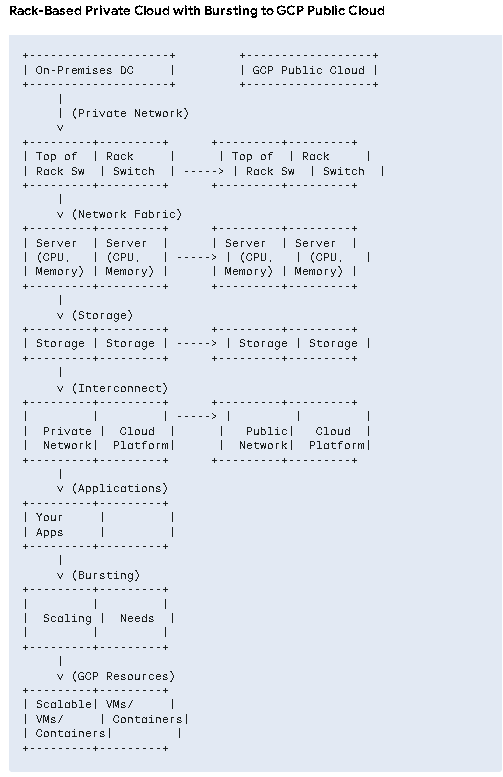 Rack-Based Private Cloud with Bursting to GCP Public Cloud
+-------------------+         +-------------------+
| On-Premises DC     |         | GCP Public Cloud |
+-------------------+         +-------------------+
     |
     | (Private Network)
     v
+---------+---------+      +---------+---------+
| Top of  | Rack     |      | Top of  | Rack     |
| Rack Sw  | Switch  | -----> | Rack Sw  | Switch  |
+---------+---------+      +---------+---------+
     |
     v (Network Fabric)
+---------+---------+      +---------+---------+
| Server  | Server   |      | Server  | Server   |
| (CPU,   | (CPU,   | -----> | (CPU,   | (CPU,   |
| Memory) | Memory) |      | Memory) | Memory) |
+---------+---------+      +---------+---------+
     |
     v (Storage)
+---------+---------+      +---------+---------+
| Storage | Storage | -----> | Storage | Storage |
+---------+---------+      +---------+---------+
     |
     v (Interconnect)
+---------+---------+      +---------+---------+
|         |         | -----> |         |         |
|  Private |  Cloud  |      |   Public|   Cloud  |
|  Network|  Platform|      |  Network|  Platform|
+---------+---------+      +---------+---------+
     |
     v (Applications)
+---------+---------+
| Your     |         |
| Apps     |         |
+---------+---------+
     |
     v (Bursting)
+---------+---------+
|         |         |
|  Scaling |  Needs  |
|         |         |
+---------+---------+
     |
     v (GCP Resources)
+---------+---------+
| Scalable| VMs/     |
| VMs/     | Containers|
| Containers|         |
+---------+---------+